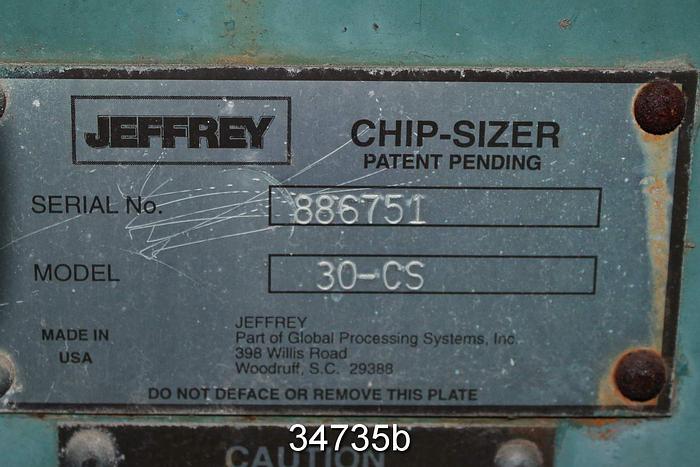 JEFFREY
CHIP-SIZER
PATENT PENDING
SERIAL No. 886751
MODEL 30-CS
MADE IN
USA
JEFFREY
Part of Global Processing Systems, Inc.
398 Willis Road
Woodruff, S.C. 29388
DO NOT DEFACE OR REMOVE THIS PLATE
34735b
CAUTION